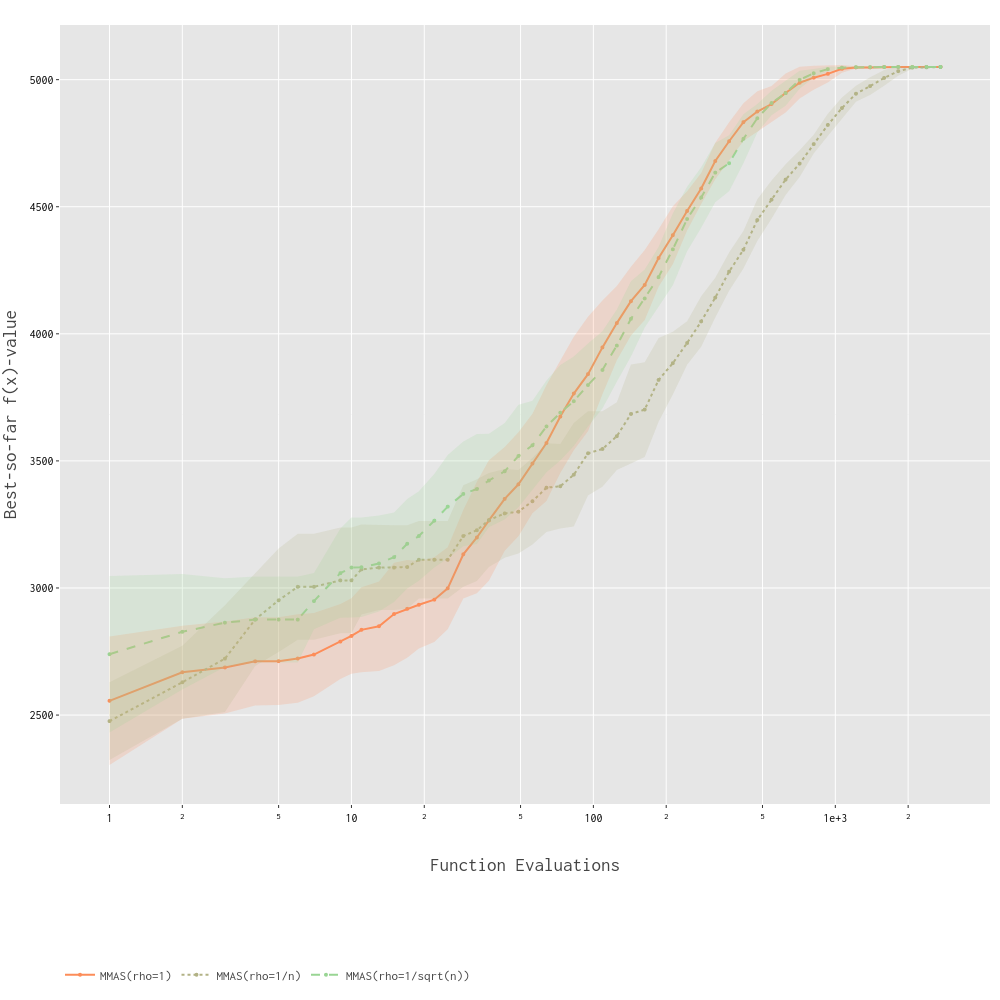 Best-so-far f(x)-value
5000
4500
4000
3500
3000
2500
1 2 5 10 2 5 100 2 5 1e+3 2
Function Evaluations
MMAS(rho=1) MMAS(rho=1/n) MMAS(rho=1/sqrt(n))